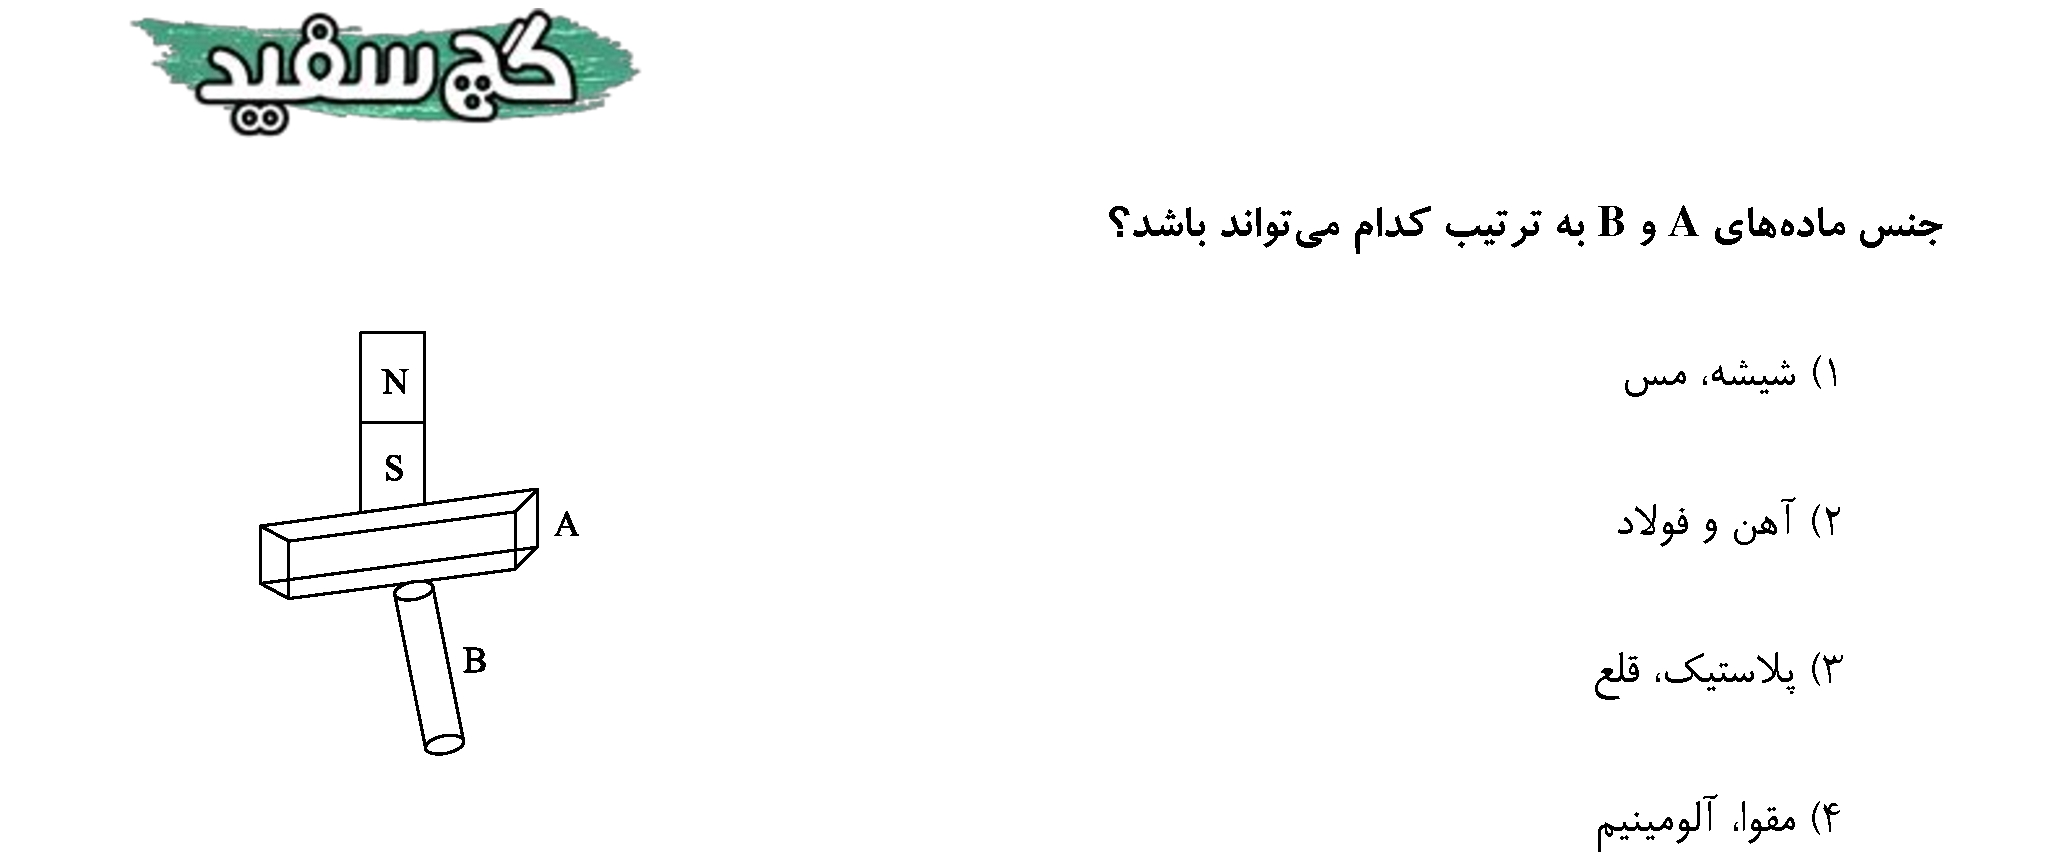 گچ سفید
جنس ماده‌های A و B به ترتیب کدام می‌تواند باشد؟
۱) شیشه، مس
N
S
۲) آهن و فولاد
A
B
۳) پلاستیک، قلع
۴) مقوا، آلومینیم